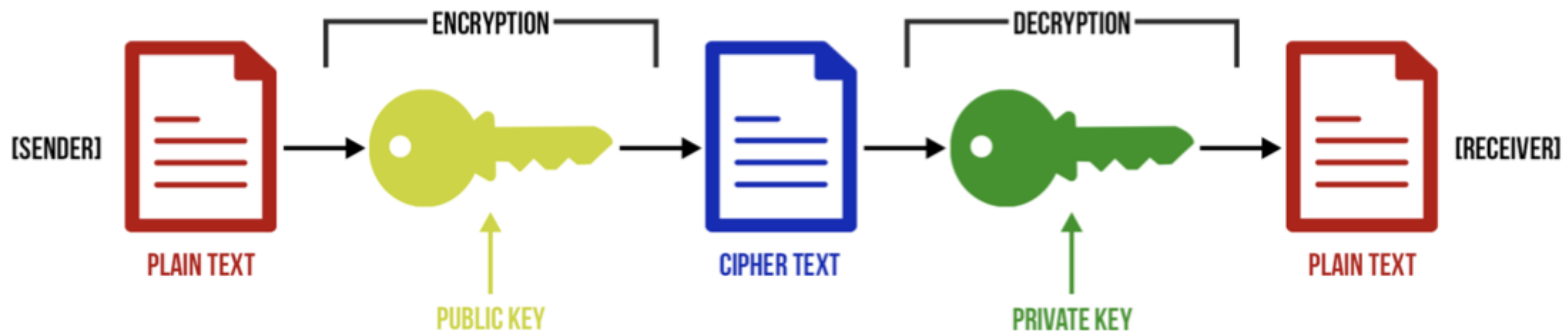 ENCRYPTION
DECRYPTION
[SENDER]
[RECEIVER]
PLAIN TEXT
CIPHER TEXT
PLAIN TEXT
PUBLIC KEY
PRIVATE KEY